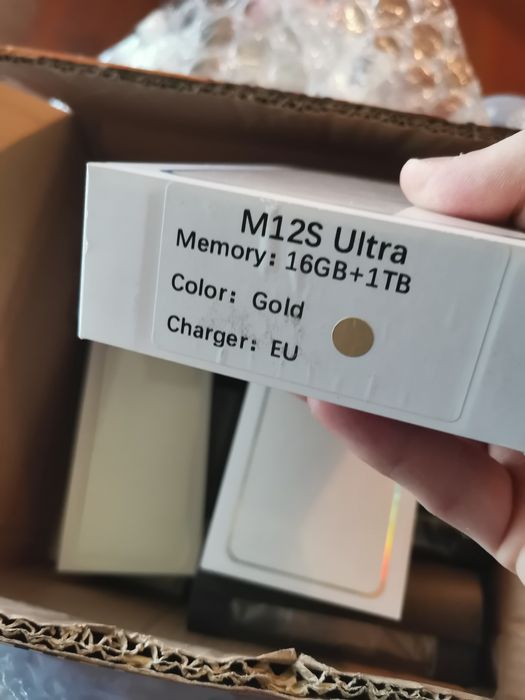 M12S Ultra
Memory: 16GB+1TB
Color: Gold
Charger: EU